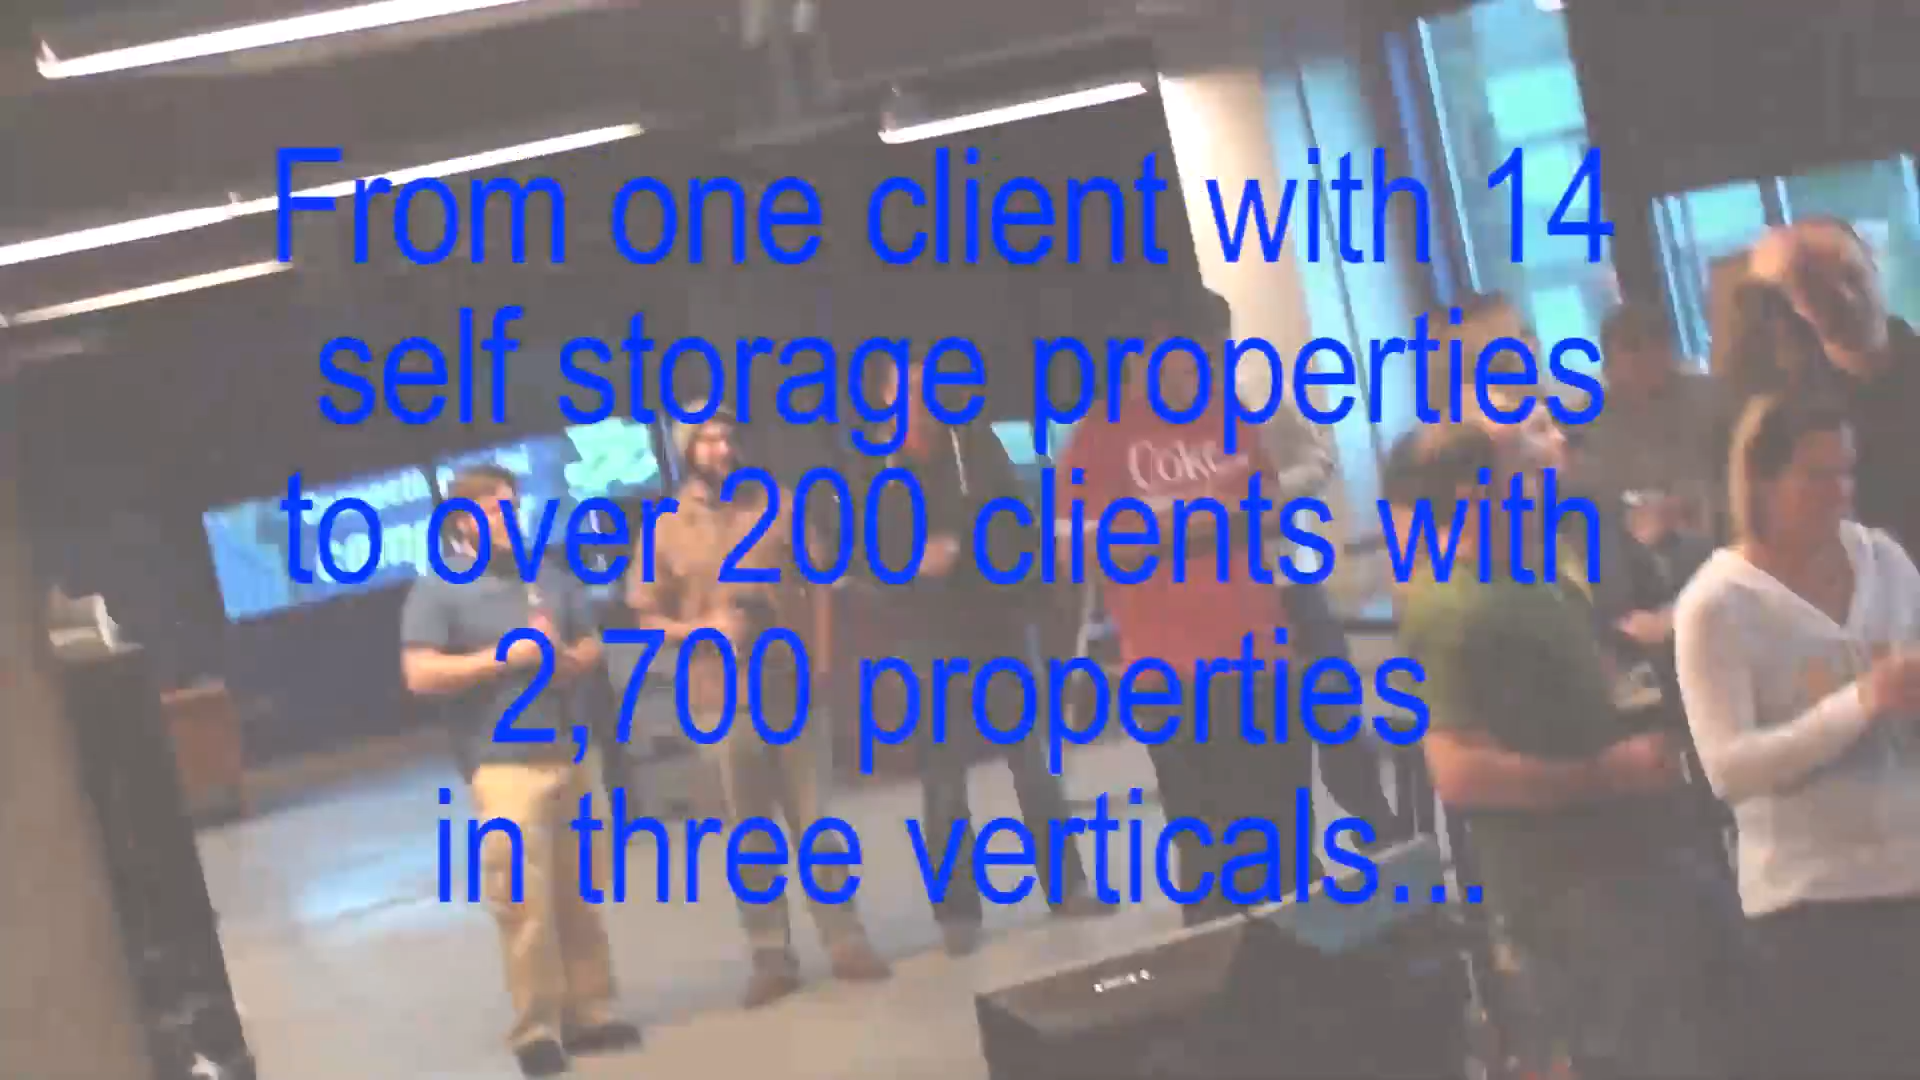 From one client with 14
self storage properties
to over 200 clients with
2,700 properties
in three verticals...
Coke